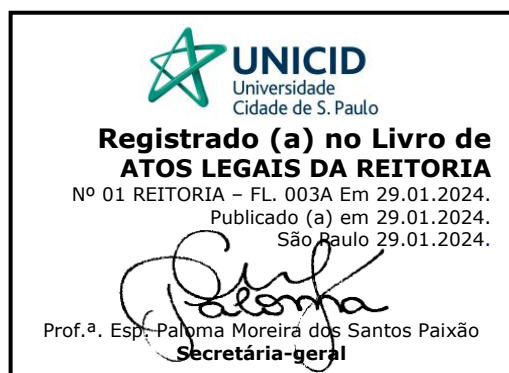 UNICID
Universidade
Cidade de S. Paulo
Registrado (a) no Livro de
ATOS LEGAIS DA REITORIA
Nº 01 REITORIA – FL. 003A Em 29.01.2024.
Publicado (a) em 29.01.2024.
São Paulo 29.01.2024.
Paloma
Prof.ª. Esp. Paloma Moreira dos Santos Paixão
Secretária-geral